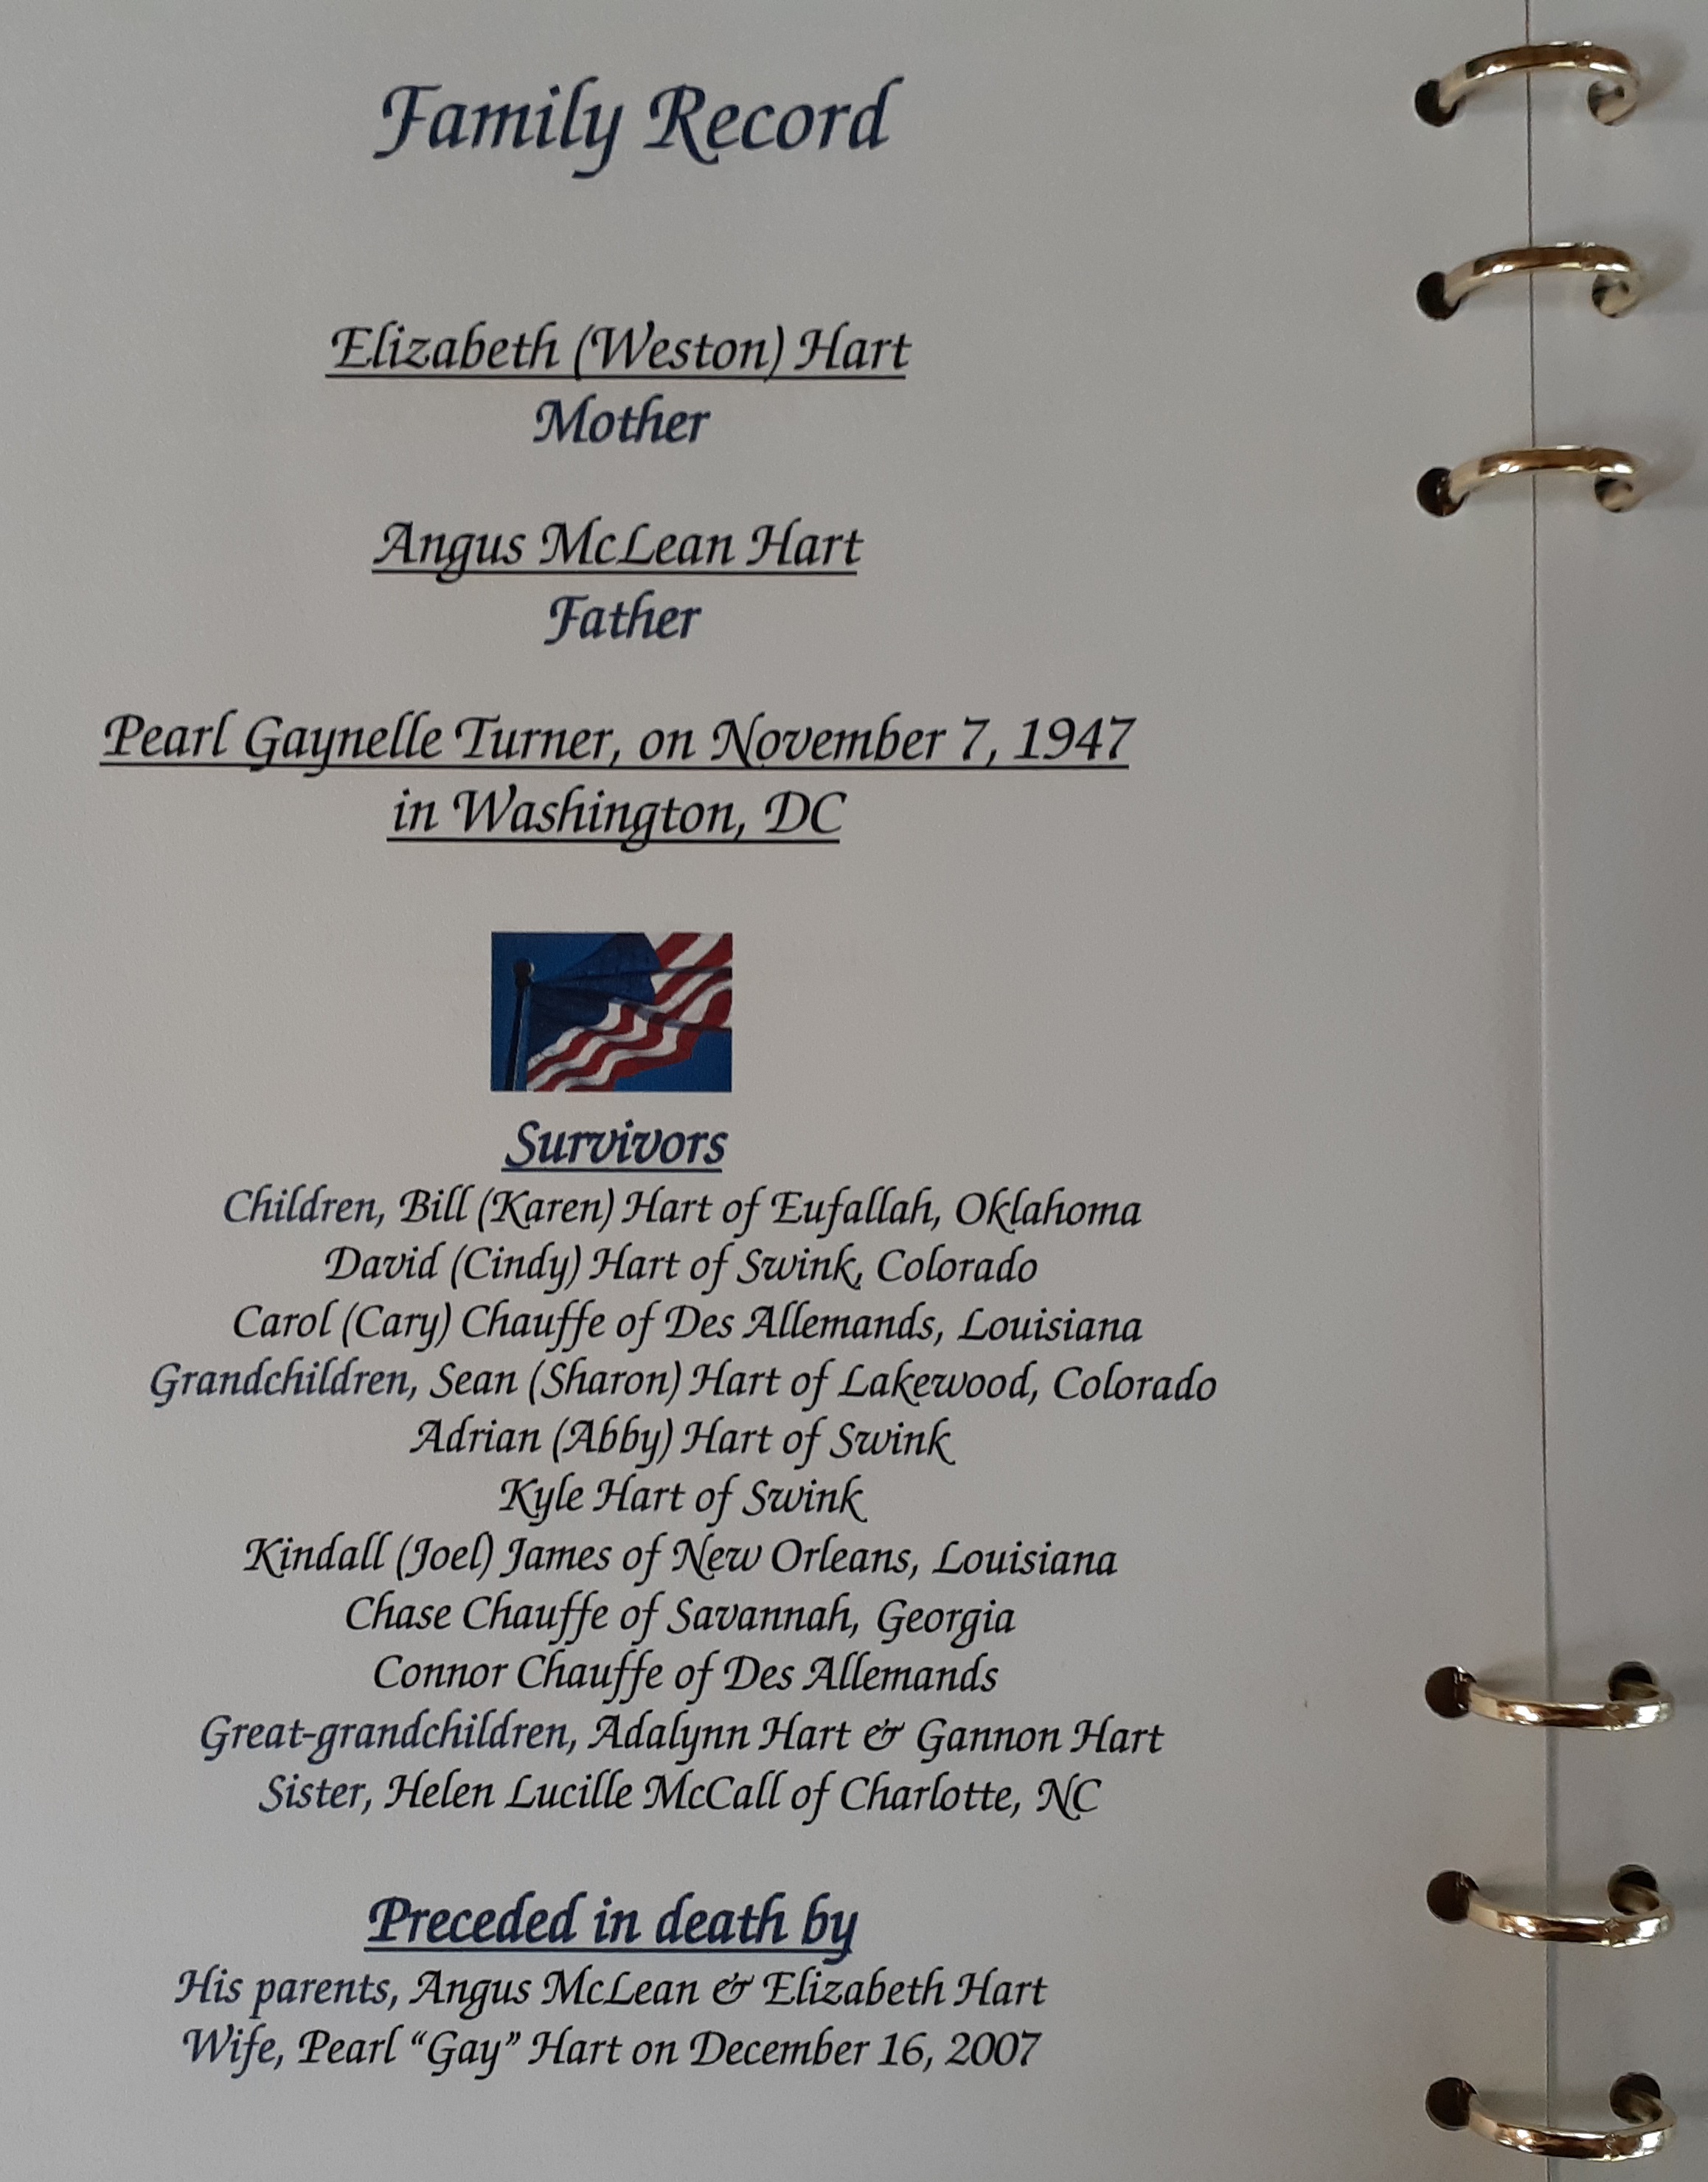 Family Record
Elizabeth (Weston) Hart
Mother
Angus McLean Hart
Father
Pearl Gaynelle Turner, on November 7, 1947
in Washington, DC
Survivors
Children, Bill (Karen) Hart of Eufallah, Oklahoma
David (Cindy) Hart of Swink, Colorado
Carol (Cary) Chauffe of Des Allemands, Louisiana
Grandchildren, Sean (Sharon) Hart of Lakewood, Colorado
Adrian (Abby) Hart of Swink
Kyle Hart of Swink
Kindall (Joel) James of New Orleans, Louisiana
Chase Chauffe of Savannah, Georgia
Connor Chauffe of Des Allemands
Great-grandchildren, Adalynn Hart & Gannon Hart
Sister, Helen Lucille McCall of Charlotte, NC
Preceded in death by
His parents, Angus McLean & Elizabeth Hart
Wife, Pearl “Gay” Hart on December 16, 2007